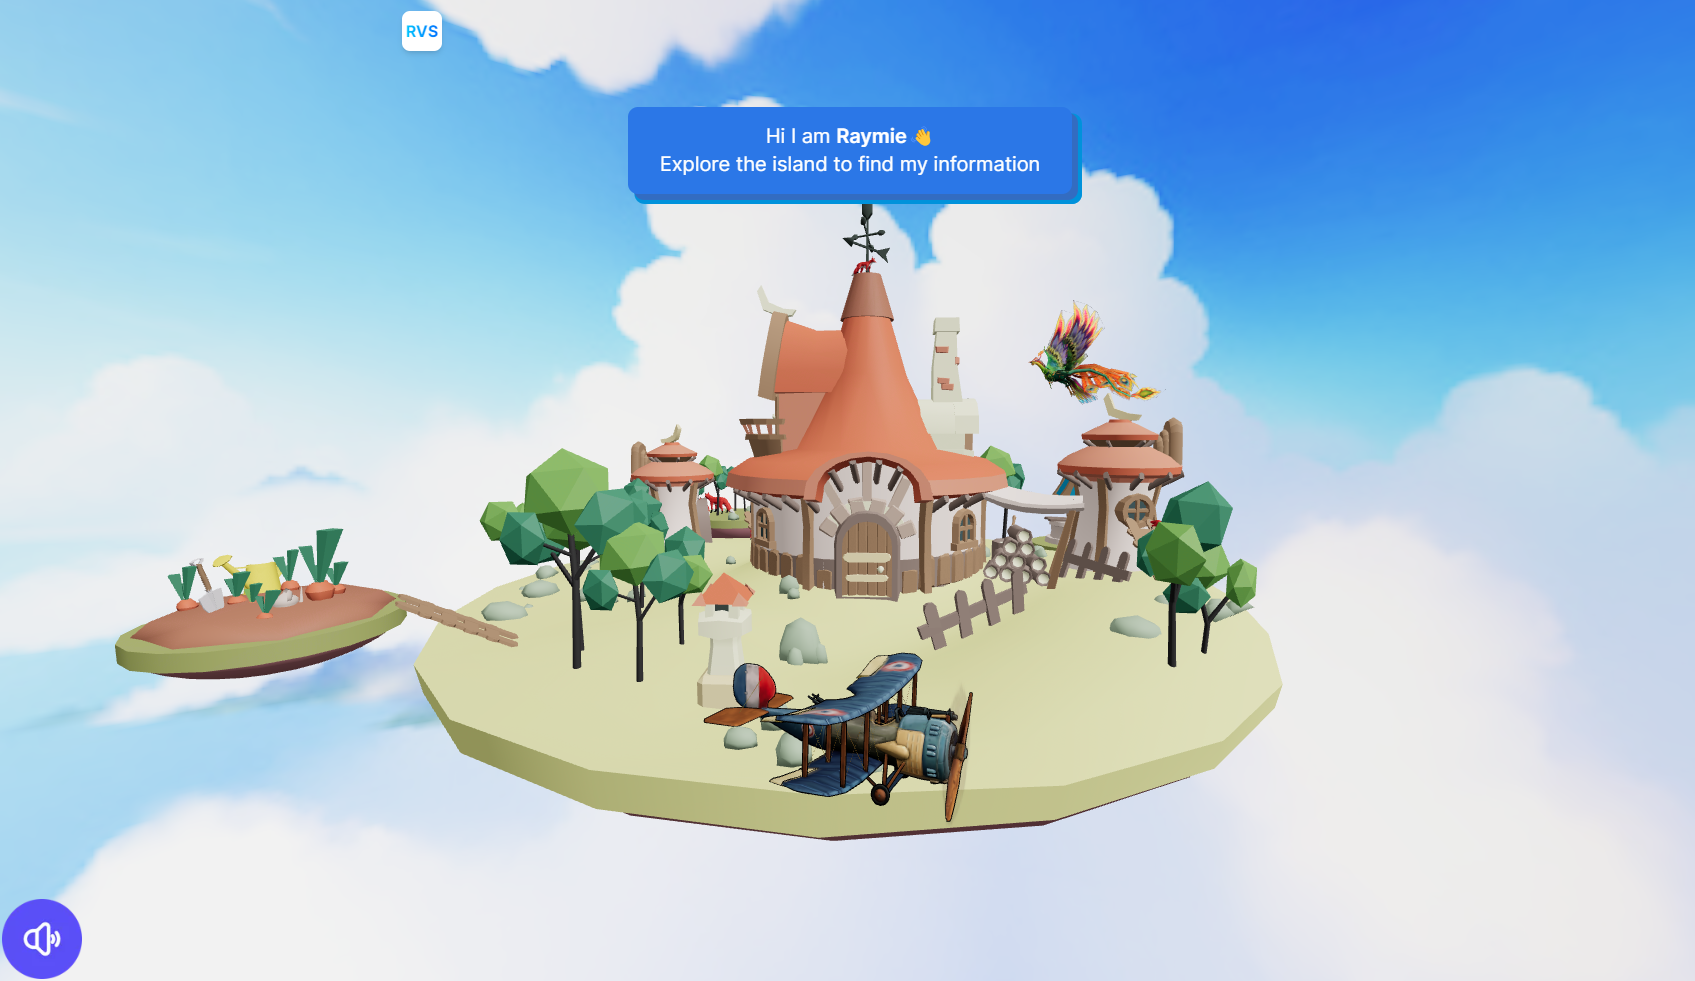 RVS
Hi I am Raymie 👋
Explore the island to find my information